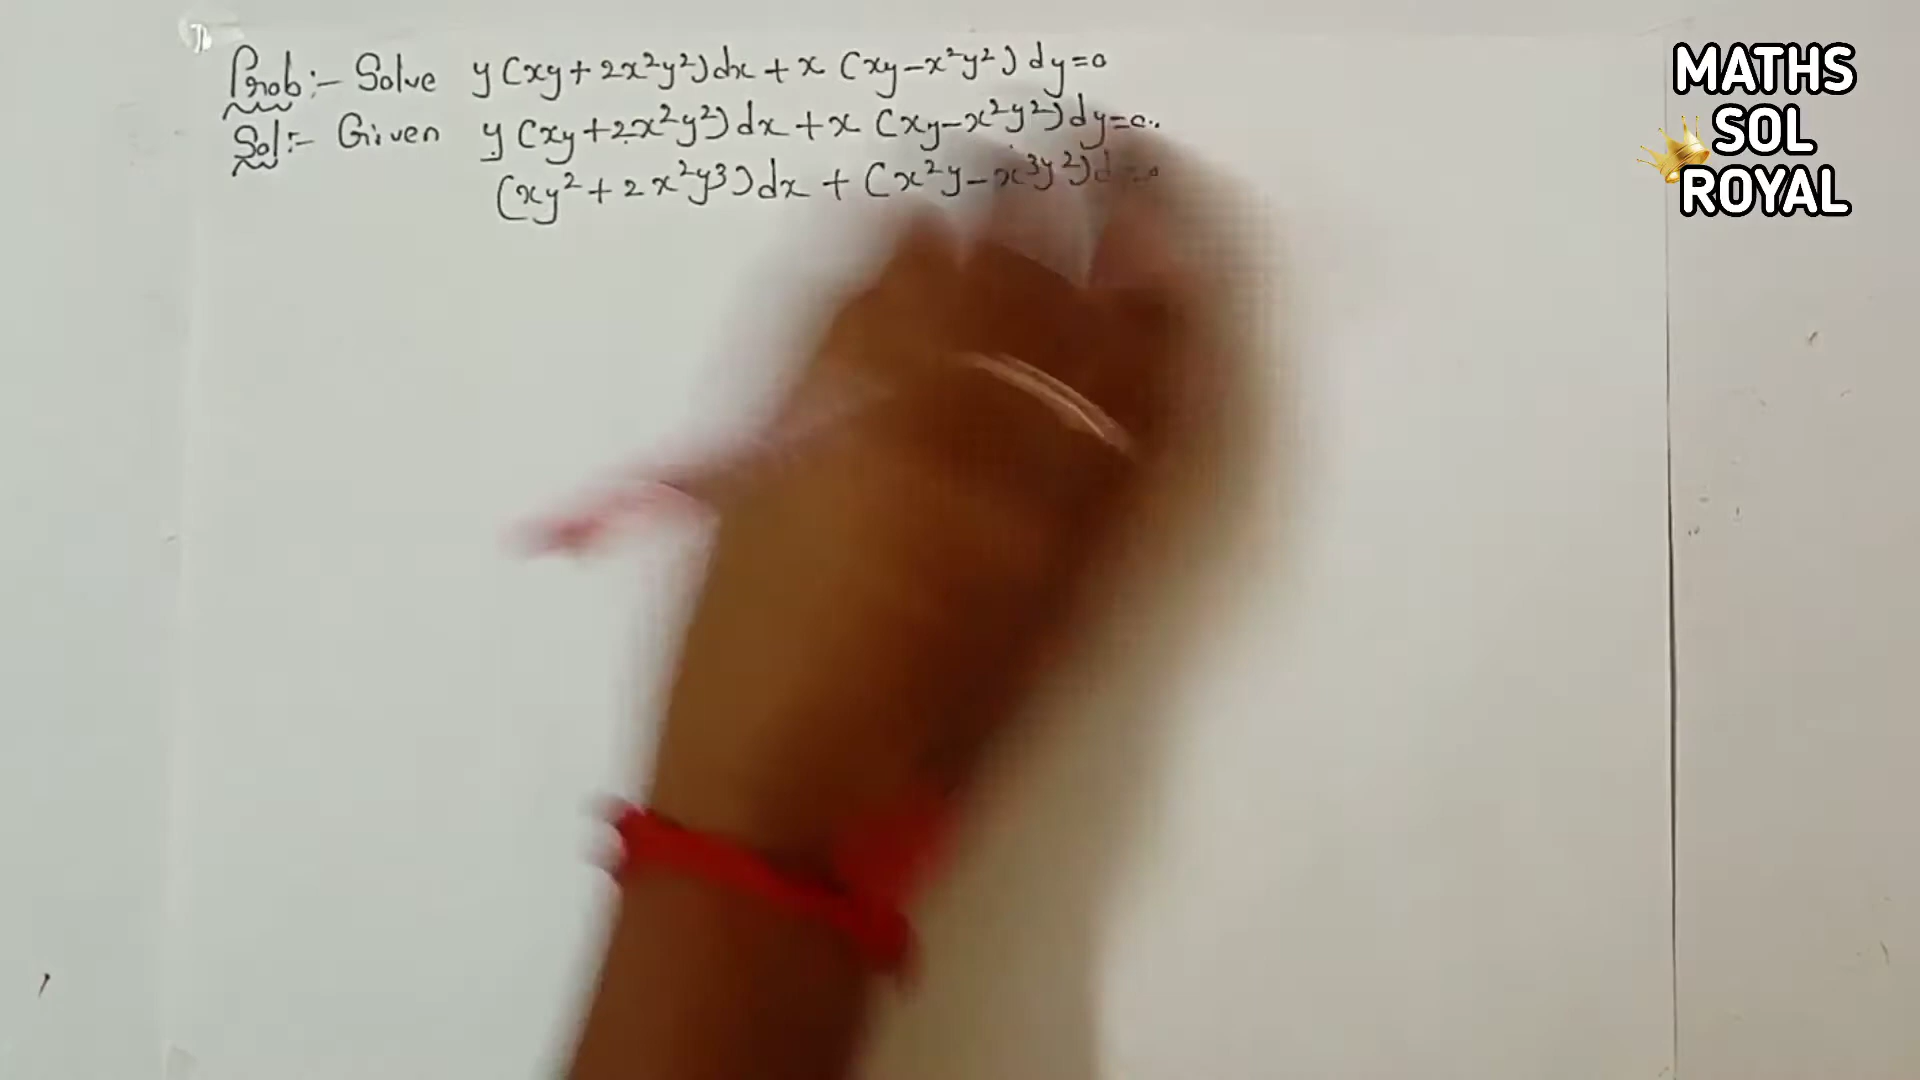 Prob:- Solve y(xy+2x²y²)dx+x(xy-x²y²)dy=0
Sol:- Given y(xy+2x²y²)dx+x(xy-x²y²)dy=0..
(xy²+2x²y³)dx+(x²y-x³y²)d =0
MATHS
SOL
ROYAL